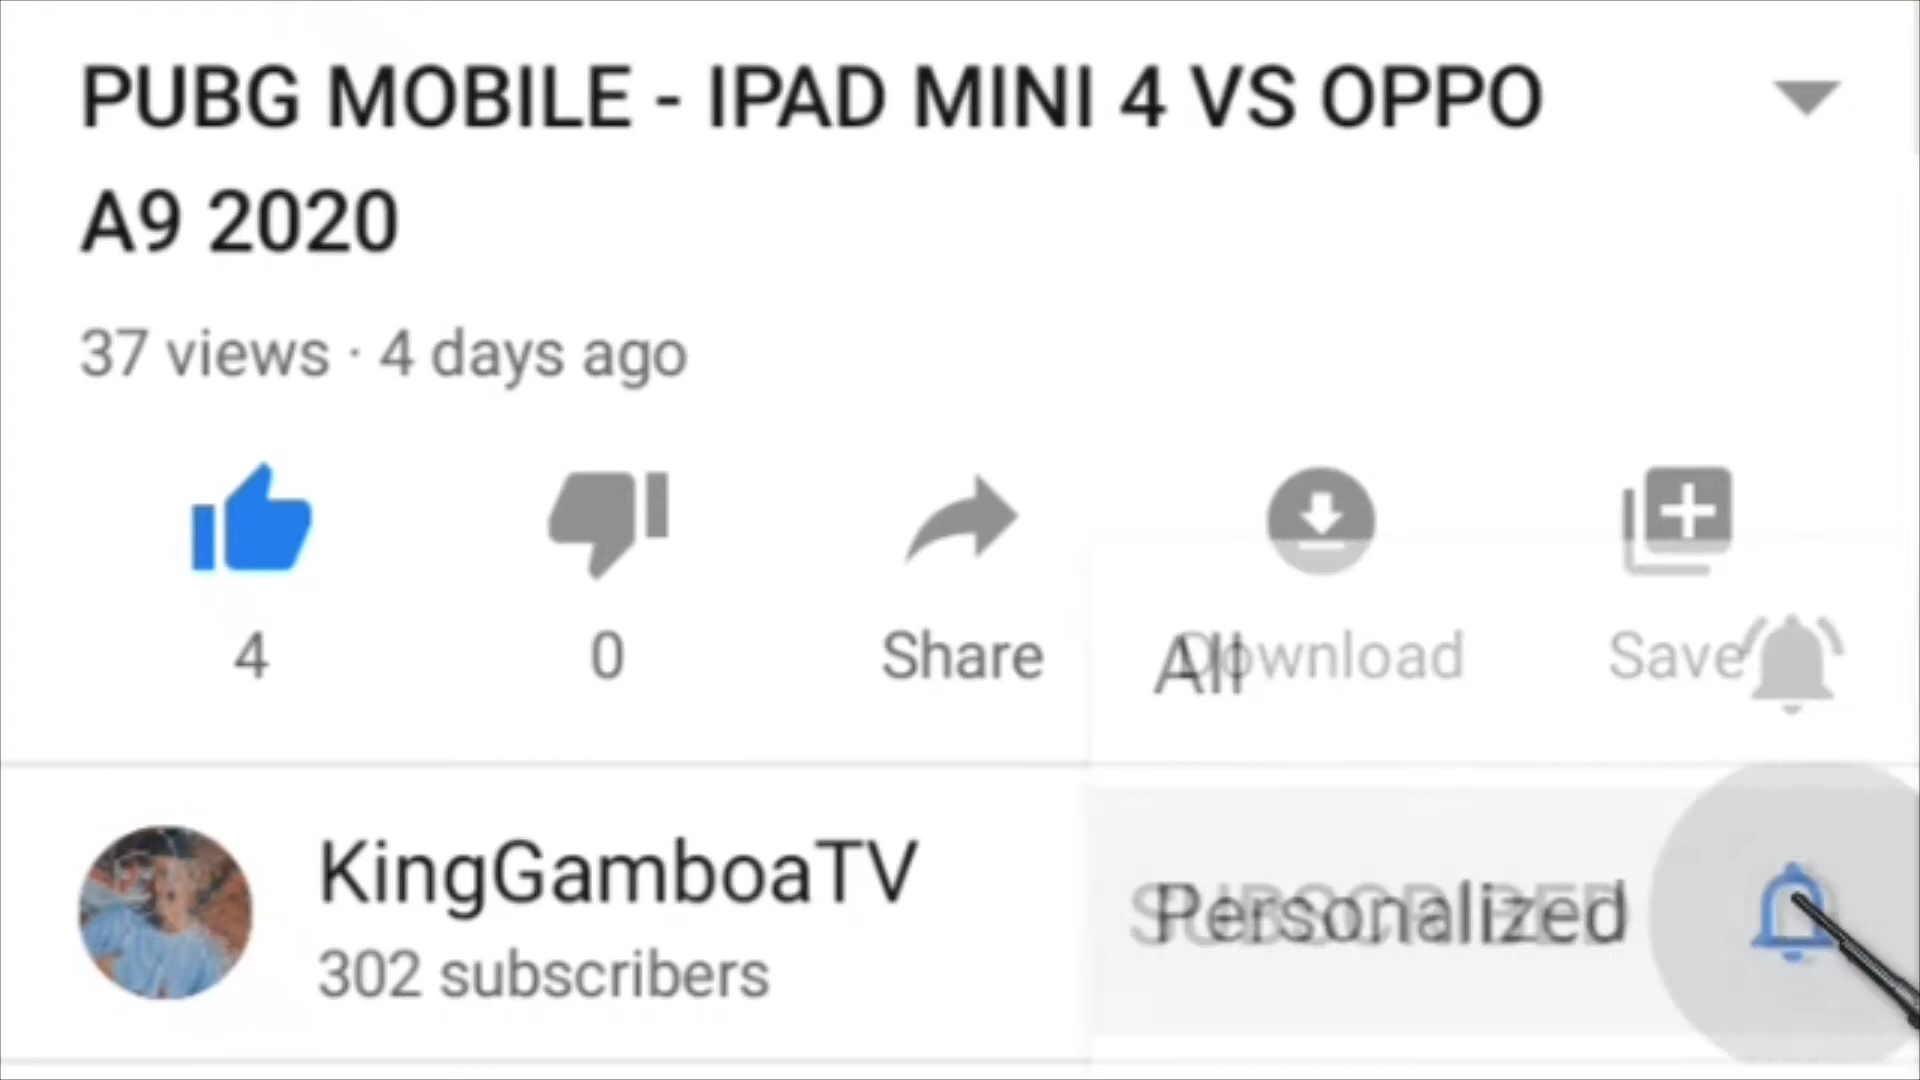 PUBG MOBILE - IPAD MINI 4 VS OPPO
A9 2020
37 views · 4 days ago
4
0
Share
Download
Save
All
KingGamboaTV
302 subscribers
SUBSCRIBED
Personalized